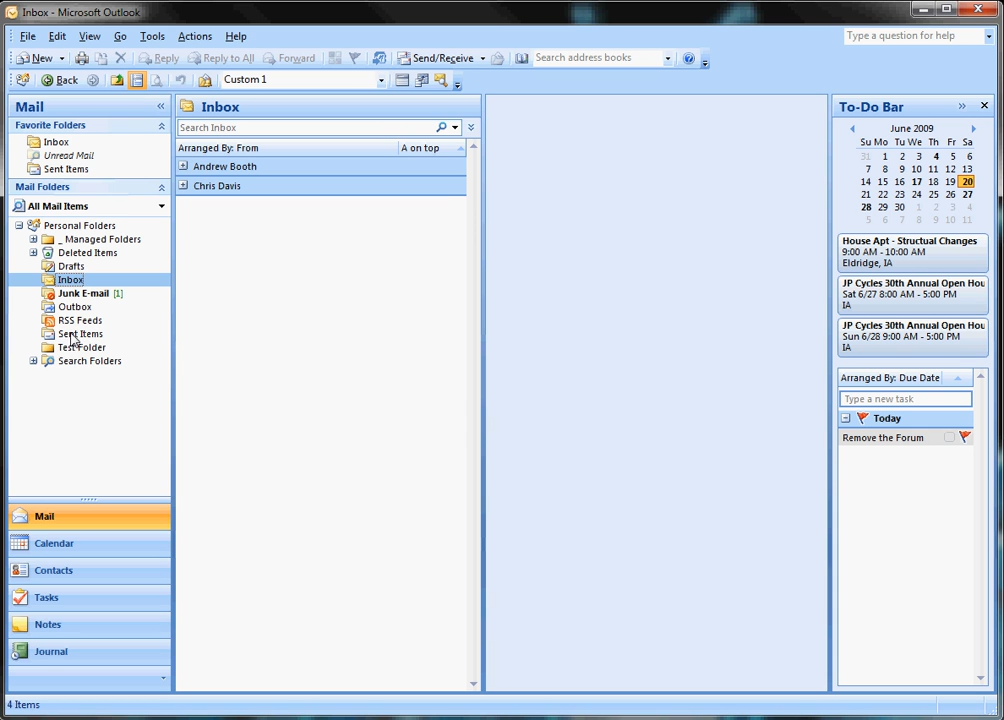 Inbox - Microsoft Outlook
File Edit View Go Tools Actions Help
Type a question for help
New Reply Reply to All Forward Send/Receive Search address books
Back Custom 1
Mail
Favorite Folders
Inbox
Unread Mail
Sent Items
Mail Folders
All Mail Items
Personal Folders
_ Managed Folders
Deleted Items
Drafts
Inbox
Junk E-mail [1]
Outbox
RSS Feeds
Sent Items
Test Folder
Search Folders
Mail
Calendar
Contacts
Tasks
Notes
Journal
Inbox
Search Inbox
Arranged By: From A on top
Andrew Booth
Chris Davis
To-Do Bar
June 2009
Su Mo Tu We Th Fr Sa
31 1 2 3 4 5 6
7 8 9 10 11 12 13
14 15 16 17 18 19 20
21 22 23 24 25 26 27
28 29 30 1 2 3 4
5 6 7 8 9 10 11
House Apt - Structual Changes
9:00 AM - 10:00 AM
Eldridge, IA
JP Cycles 30th Annual Open Hou
Sat 6/27 8:00 AM - 5:00 PM
IA
JP Cycles 30th Annual Open Hou
Sun 6/28 9:00 AM - 5:00 PM
IA
Arranged By: Due Date
Type a new task
Today
Remove the Forum
4 Items